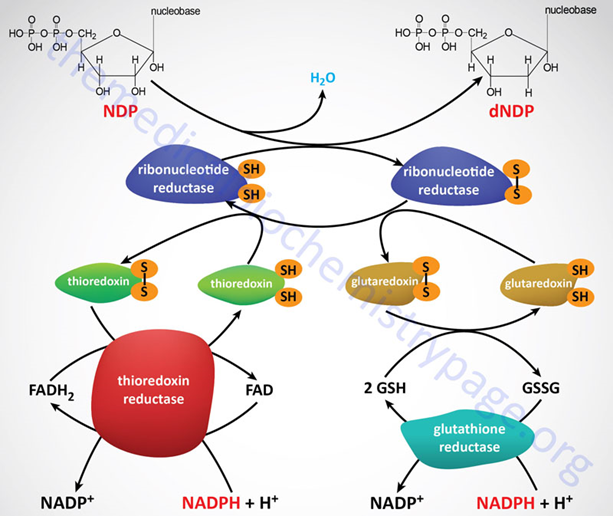 nucleobase
nucleobase
O O
HO-P-O-P-O-CH2
OH OH
O
H H H OH
OH OH
O O
HO-P-O-P-O-CH2
OH OH
O
H H H H OH
OH
NDP
H2O
dNDP
ribonucleotide
reductase
SH
SH
ribonucleotide
reductase
S
S
thioredoxin
S
S
thioredoxin
SH
SH
glutaredoxin
S
S
glutaredoxin
SH
SH
thioredoxin
reductase
FADH2
FAD
2 GSH
GSSG
glutathione
reductase
NADP+
NADPH + H+
NADP+
NADPH + H+
themedicalbiochemistrypage.org